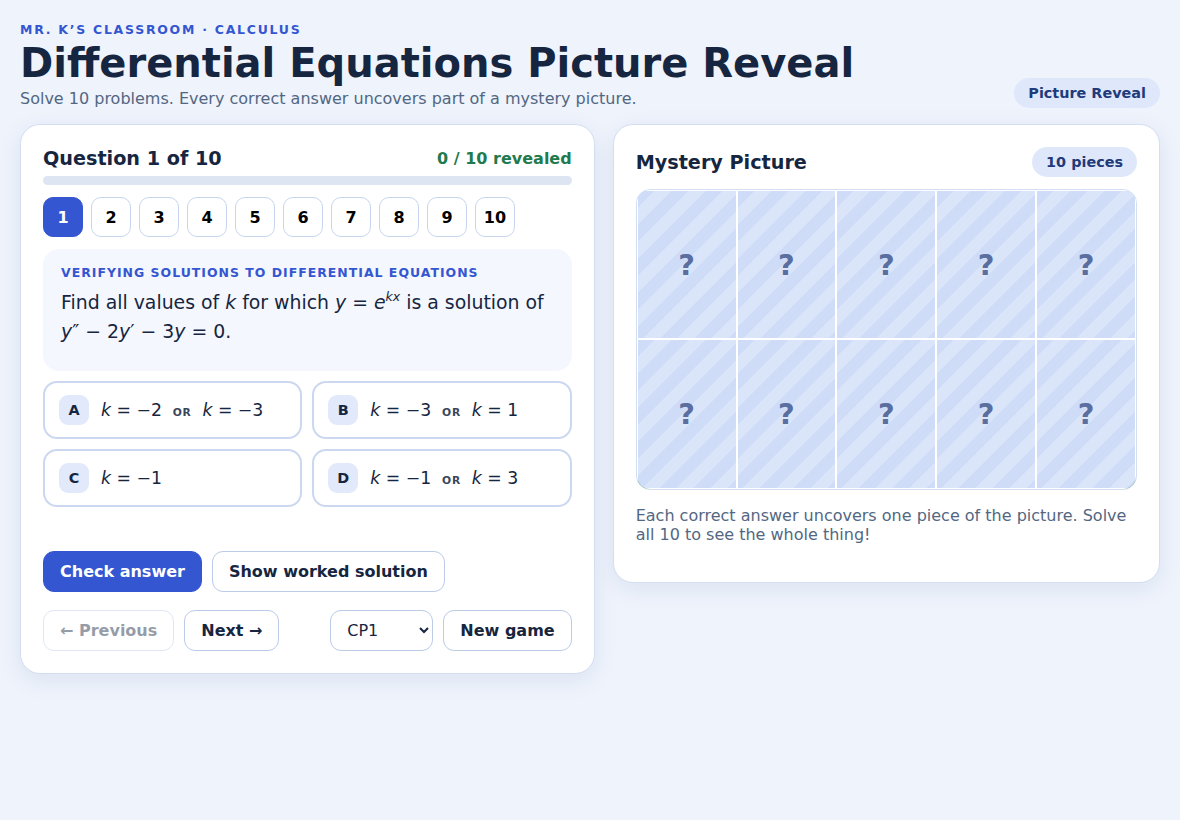 MR. K’S CLASSROOM · CALCULUS
Differential Equations Picture Reveal
Solve 10 problems. Every correct answer uncovers part of a mystery picture.
Picture Reveal
Question 1 of 10
0 / 10 revealed
1 2 3 4 5 6 7 8 9 10
VERIFYING SOLUTIONS TO DIFFERENTIAL EQUATIONS
Find all values of k for which y = e^{kx} is a solution of
y″ − 2y′ − 3y = 0.
A k = −2 OR k = −3
B k = −3 OR k = 1
C k = −1
D k = −1 OR k = 3
Check answer
Show worked solution
← Previous
Next →
CP1
New game
Mystery Picture
10 pieces
? ? ? ? ?
? ? ? ? ?
Each correct answer uncovers one piece of the picture. Solve
all 10 to see the whole thing!